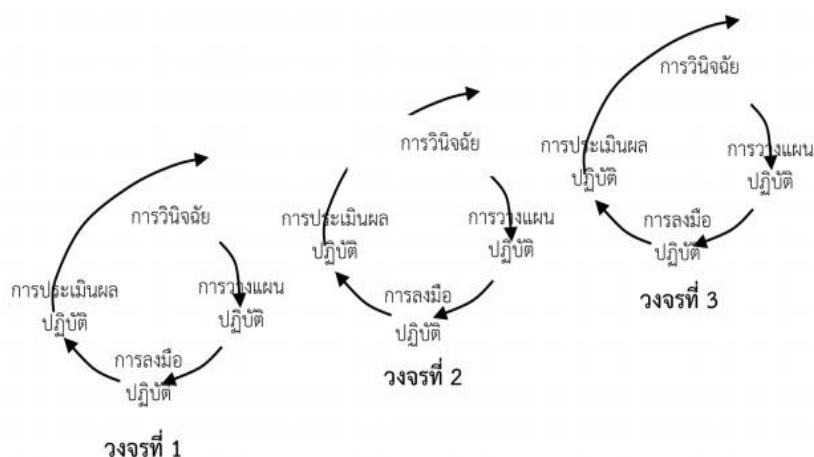 การวินิจฉัย
การวางแผน
ปฏิบัติ
การลงมือ
ปฏิบัติ
การประเมินผล
ปฏิบัติ
วงจรที่ 1
การวินิจฉัย
การวางแผน
ปฏิบัติ
การลงมือ
ปฏิบัติ
การประเมินผล
ปฏิบัติ
วงจรที่ 2
การวินิจฉัย
การวางแผน
ปฏิบัติ
การลงมือ
ปฏิบัติ
การประเมินผล
ปฏิบัติ
วงจรที่ 3